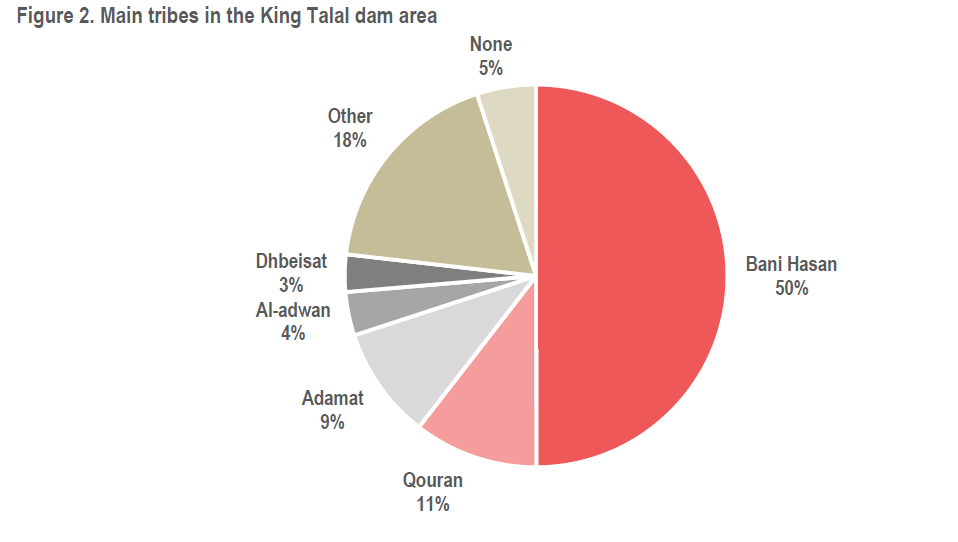 Figure 2. Main tribes in the King Talal dam area
None
5%
Other
18%
Bani Hasan
50%
Dhbeisat
3%
Al-adwan
4%
Adamat
9%
Qouran
11%